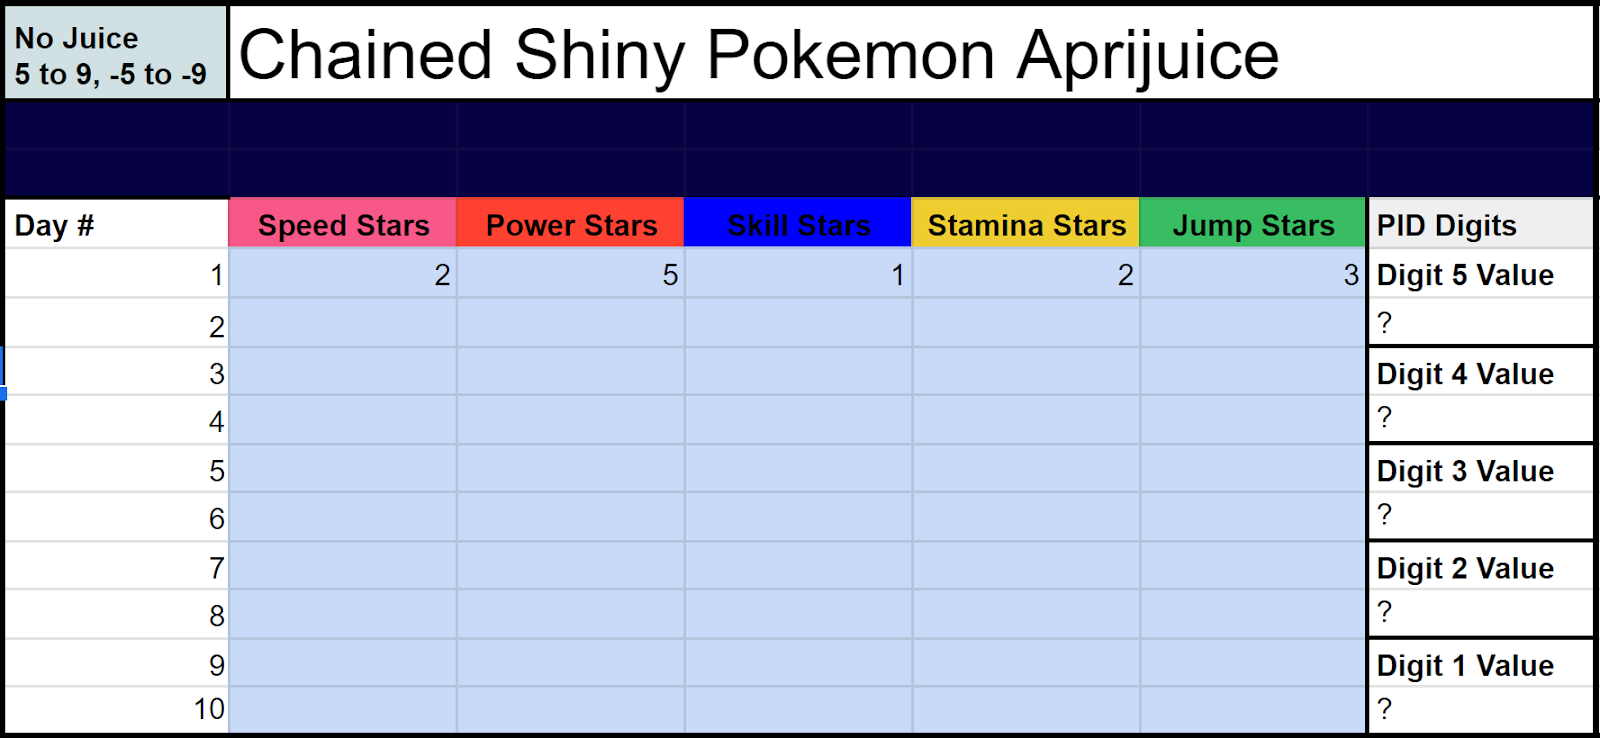 No Juice
5 to 9, -5 to -9
Chained Shiny Pokemon Aprijuice
Day # Speed Stars Power Stars Skill Stars Stamina Stars Jump Stars PID Digits
1 2 5 1 2 3 Digit 5 Value
2 ?
3 Digit 4 Value
4 ?
5 Digit 3 Value
6 ?
7 Digit 2 Value
8 ?
9 Digit 1 Value
10 ?